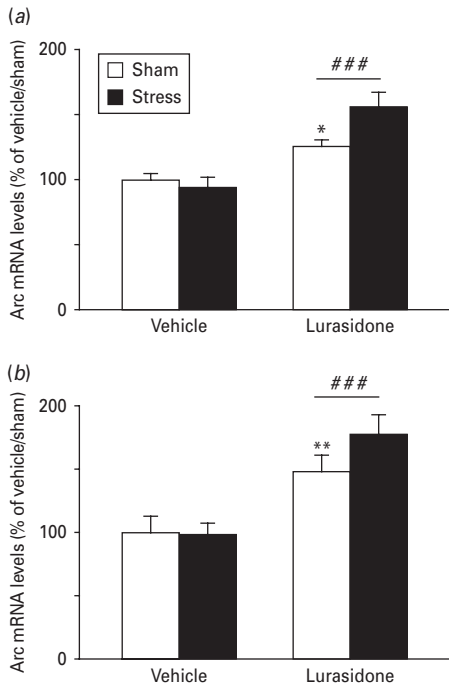 (a)
Arc mRNA levels (% of vehicle/sham)
200
100
0
Sham
Stress
###
*
Vehicle
Lurasidone
(b)
Arc mRNA levels (% of vehicle/sham)
200
100
0
###
**
Vehicle
Lurasidone